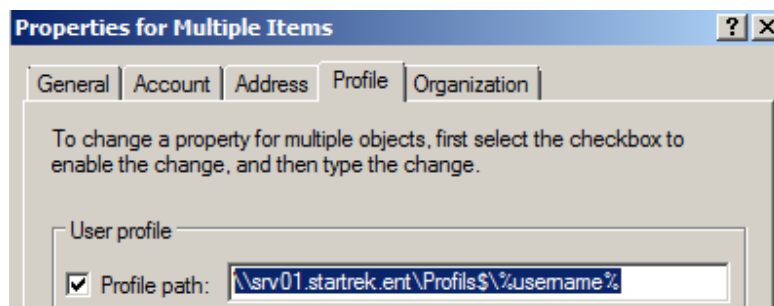 Properties for Multiple Items
General Account Address Profile Organization
To change a property for multiple objects, first select the checkbox to
enable the change, and then type the change.
User profile
Profile path: \\srv01.startrek.ent\Profils$\%username%